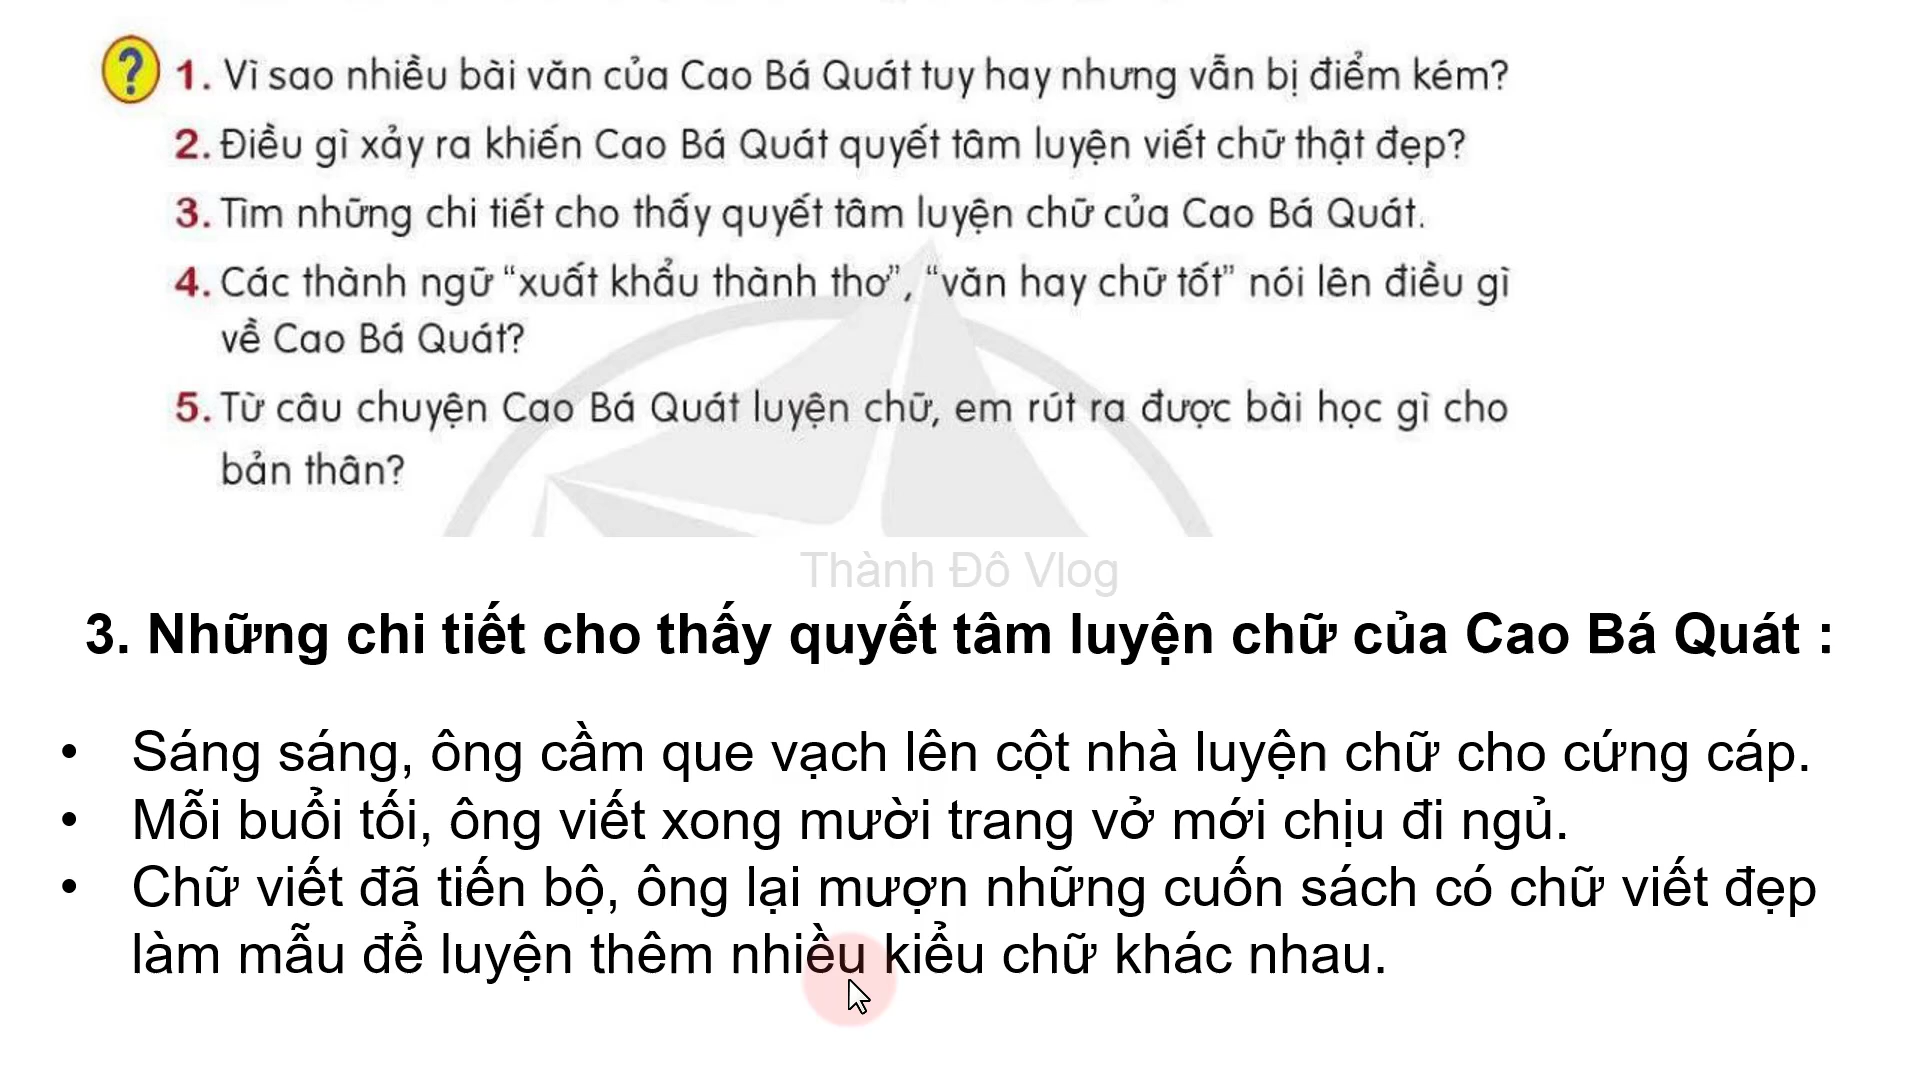 ?
1. Vì sao nhiều bài văn của Cao Bá Quát tuy hay nhưng vẫn bị điểm kém?
2. Điều gì xảy ra khiến Cao Bá Quát quyết tâm luyện viết chữ thật đẹp?
3. Tìm những chi tiết cho thấy quyết tâm luyện chữ của Cao Bá Quát.
4. Các thành ngữ “xuất khẩu thành thơ”, “văn hay chữ tốt” nói lên điều gì
về Cao Bá Quát?
5. Từ câu chuyện Cao Bá Quát luyện chữ, em rút ra được bài học gì cho
bản thân?
Thành Đô Vlog
3. Những chi tiết cho thấy quyết tâm luyện chữ của Cao Bá Quát :
• Sáng sáng, ông cầm que vạch lên cột nhà luyện chữ cho cứng cáp.
• Mỗi buổi tối, ông viết xong mười trang vở mới chịu đi ngủ.
• Chữ viết đã tiến bộ, ông lại mượn những cuốn sách có chữ viết đẹp
làm mẫu để luyện thêm nhiều kiểu chữ khác nhau.